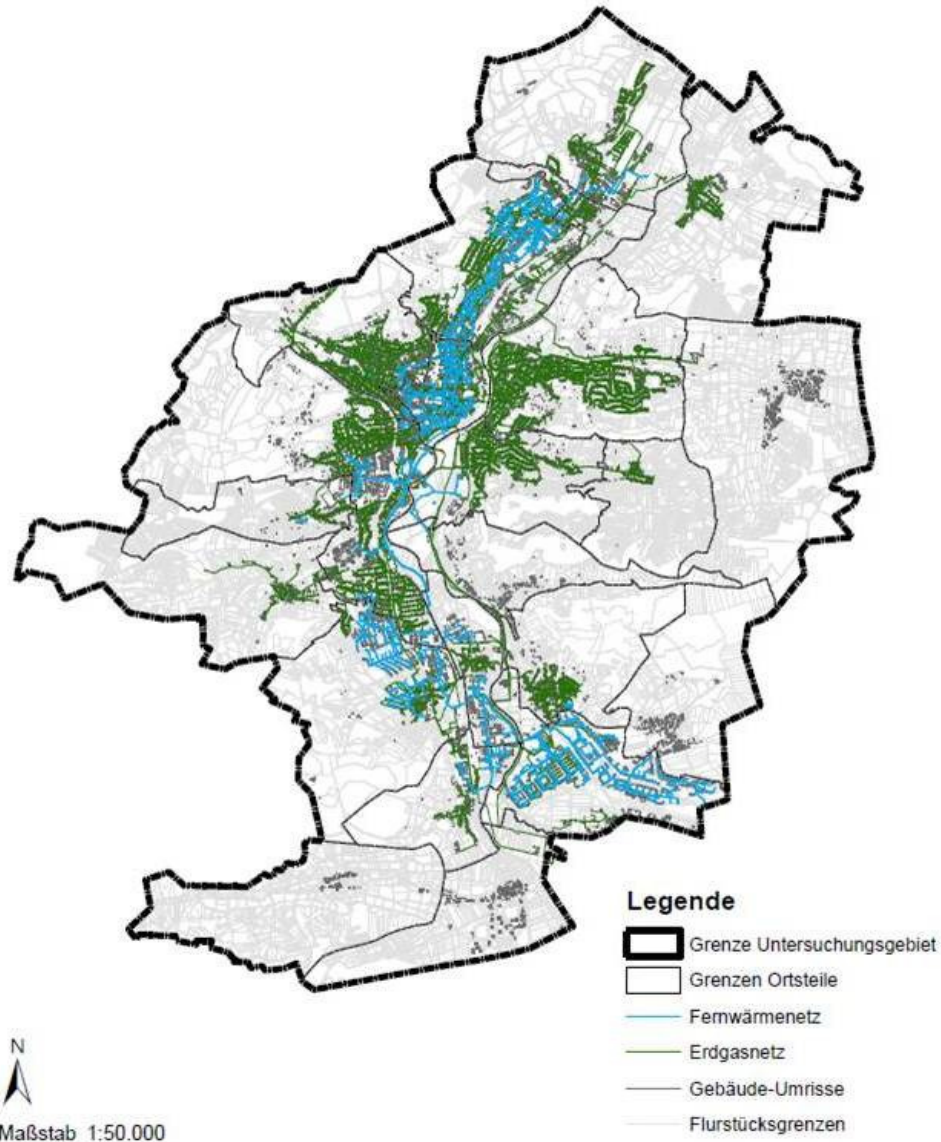 Legende
Grenze Untersuchungsgebiet
Grenzen Ortsteile
Fernwärmenetz
Erdgasnetz
Gebäude-Umrisse
Flurstücksgrenzen
N
Maßstab 1:50.000